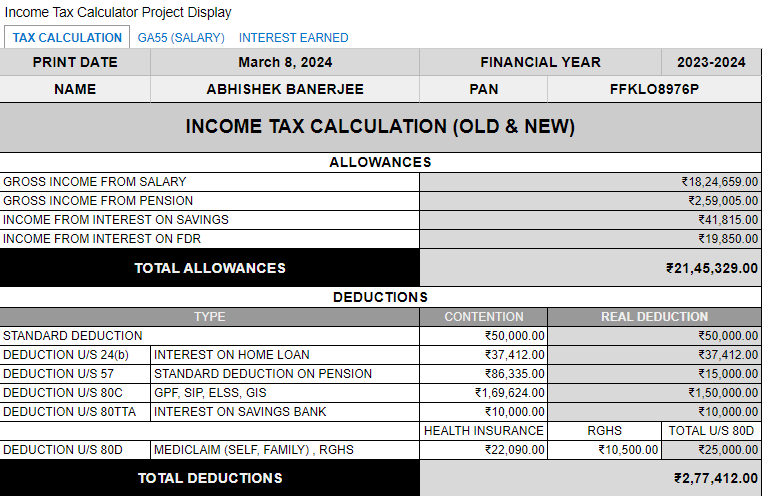 Income Tax Calculator Project Display
TAX CALCULATION GA55 (SALARY) INTEREST EARNED
PRINT DATE March 8, 2024 FINANCIAL YEAR 2023-2024
NAME ABHISHEK BANERJEE PAN FFKLO8976P
INCOME TAX CALCULATION (OLD & NEW)
ALLOWANCES
GROSS INCOME FROM SALARY ₹18,24,659.00
GROSS INCOME FROM PENSION ₹2,59,005.00
INCOME FROM INTEREST ON SAVINGS ₹41,815.00
INCOME FROM INTEREST ON FDR ₹19,850.00
TOTAL ALLOWANCES ₹21,45,329.00
DEDUCTIONS
TYPE CONTENTION REAL DEDUCTION
STANDARD DEDUCTION ₹50,000.00 ₹50,000.00
DEDUCTION U/S 24(b) INTEREST ON HOME LOAN ₹37,412.00 ₹37,412.00
DEDUCTION U/S 57 STANDARD DEDUCTION ON PENSION ₹86,335.00 ₹15,000.00
DEDUCTION U/S 80C GPF, SIP, ELSS, GIS ₹1,69,624.00 ₹1,50,000.00
DEDUCTION U/S 80TTA INTEREST ON SAVINGS BANK ₹10,000.00 ₹10,000.00
HEALTH INSURANCE RGHS TOTAL U/S 80D
DEDUCTION U/S 80D MEDICLAIM (SELF, FAMILY) , RGHS ₹22,090.00 ₹10,500.00 ₹25,000.00
TOTAL DEDUCTIONS ₹2,77,412.00